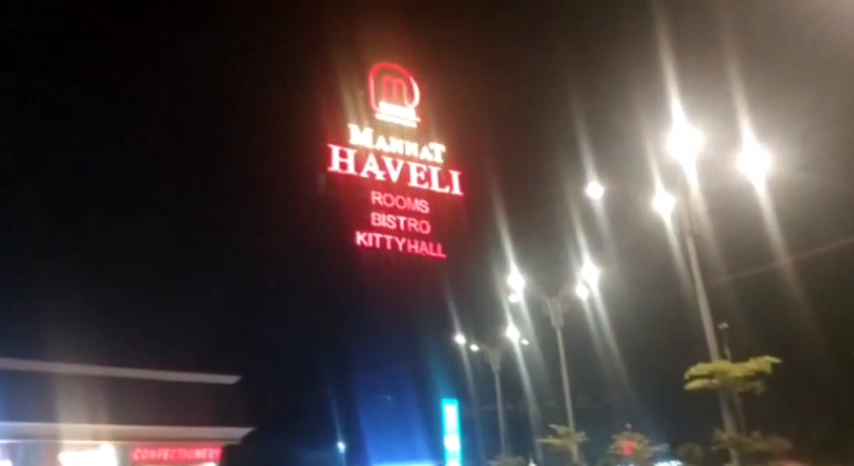 m
MANNAT
HAVELI
ROOMS
BISTRO
KITTYHALL
CONFECTIONERY